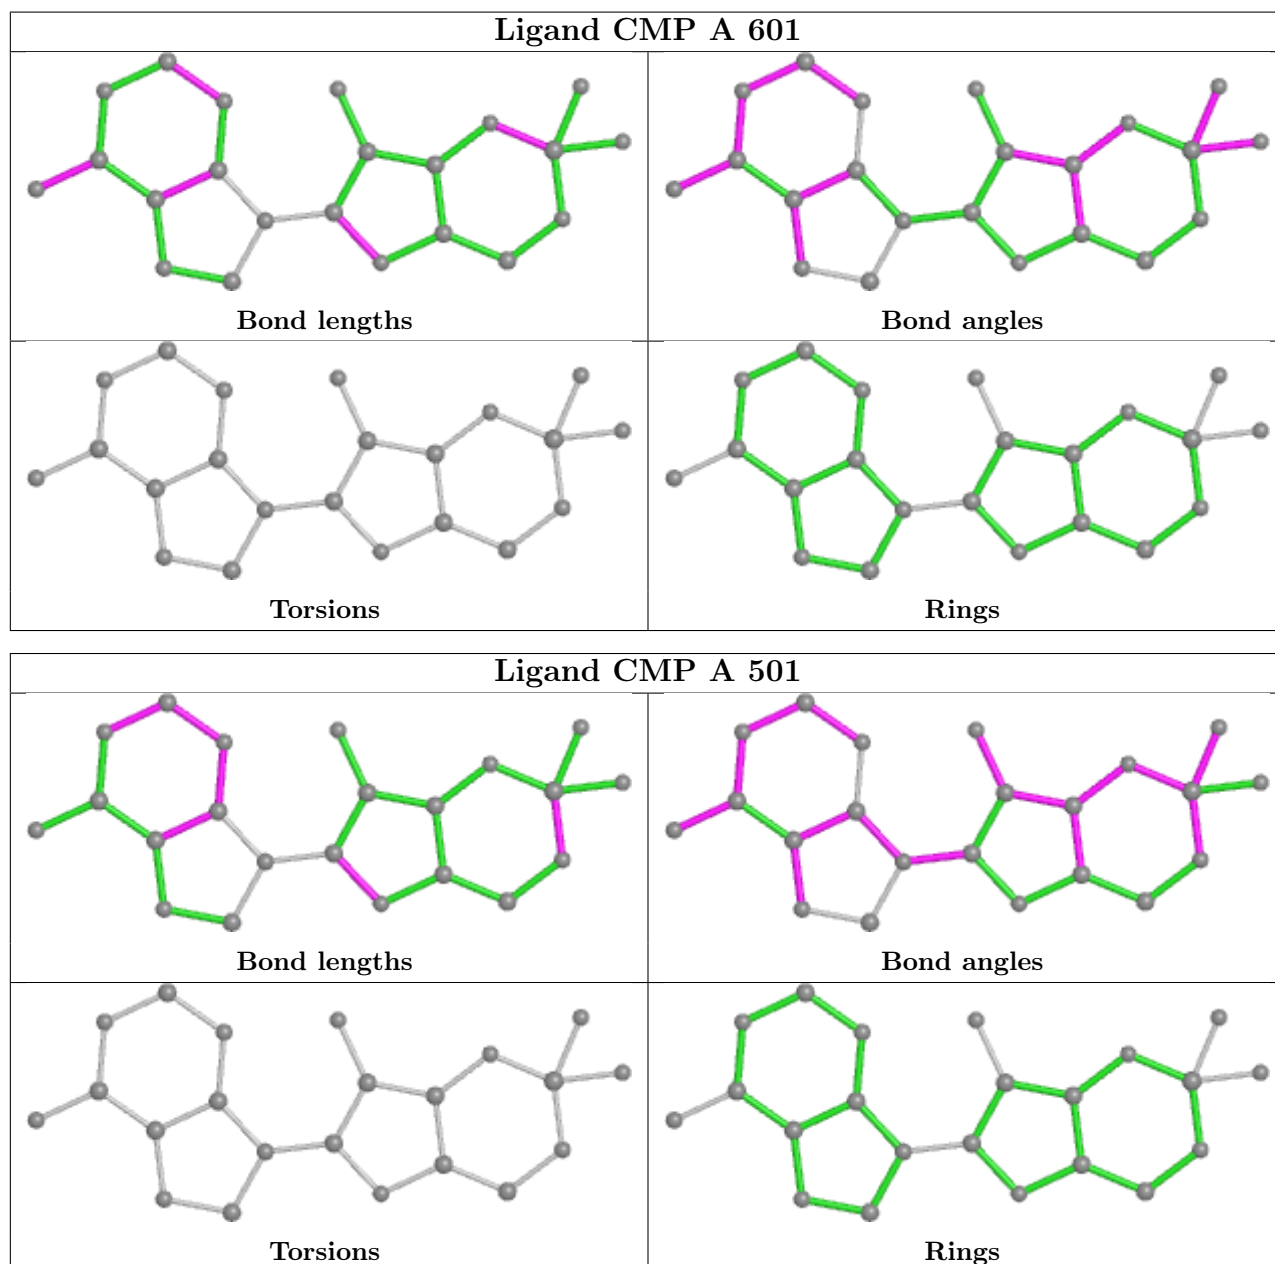 Ligand CMP A 601
Bond lengths
Bond angles
Torsions
Rings
Ligand CMP A 501
Bond lengths
Bond angles
Torsions
Rings